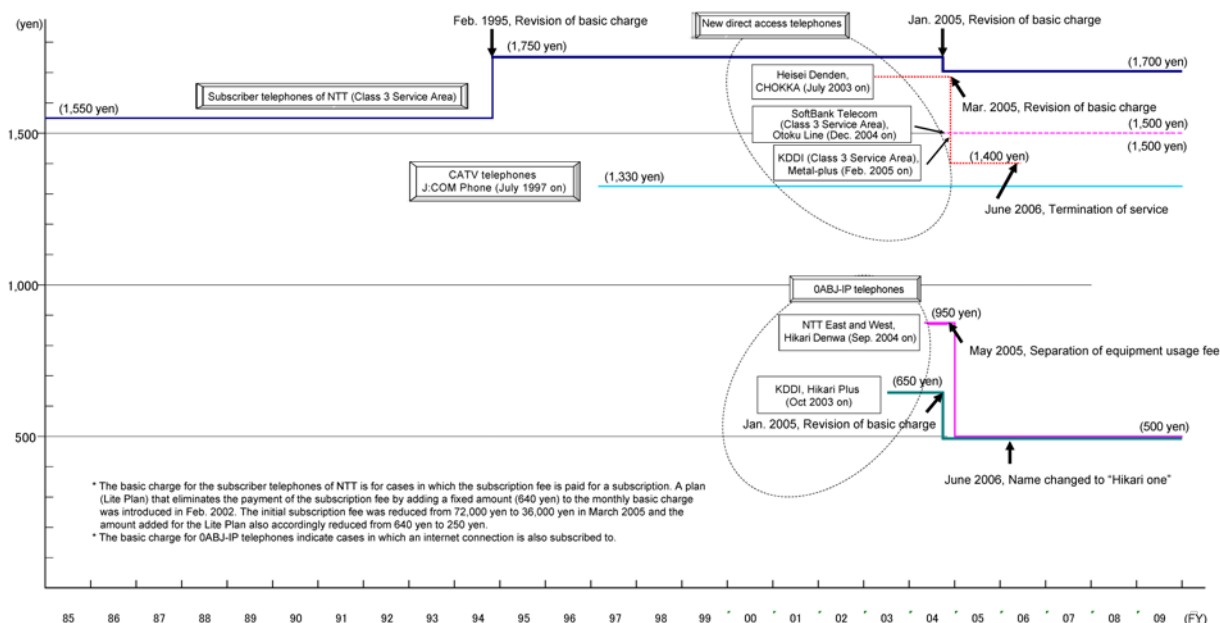 (yen)
Feb. 1995, Revision of basic charge
New direct access telephones
Jan. 2005, Revision of basic charge
(1,750 yen)
(1,700 yen)
Subscriber telephones of NTT (Class 3 Service Area)
(1,550 yen)
Heisei Denden,
CHOKKA (July 2003 on)
Mar. 2005, Revision of basic charge
SoftBank Telecom
(Class 3 Service Area),
Otoku Line (Dec. 2004 on)
(1,500 yen)
1,500
(1,500 yen)
KDDI (Class 3 Service Area),
Metal-plus (Feb. 2005 on)
(1,400 yen)
CATV telephones
J:COM Phone (July 1997 on)
(1,330 yen)
June 2006, Termination of service
1,000
0ABJ-IP telephones
(950 yen)
NTT East and West,
Hikari Denwa (Sep. 2004 on)
May 2005, Separation of equipment usage fee
(650 yen)
KDDI, Hikari Plus
(Oct 2003 on)
Jan. 2005, Revision of basic charge
500
(500 yen)
June 2006, Name changed to “Hikari one”
* The basic charge for the subscriber telephones of NTT is for cases in which the subscription fee is paid for a subscription. A plan
(Lite Plan) that eliminates the payment of the subscription fee by adding a fixed amount (640 yen) to the monthly basic charge
was introduced in Feb. 2002. The initial subscription fee was reduced from 72,000 yen to 36,000 yen in March 2005 and the
amount added for the Lite Plan also accordingly reduced from 640 yen to 250 yen.
* The basic charge for 0ABJ-IP telephones indicate cases in which an internet connection is also subscribed to.
85 86 87 88 89 90 91 92 93 94 95 96 97 98 99 00 01 02 03 04 05 06 07 08 09 (FY)